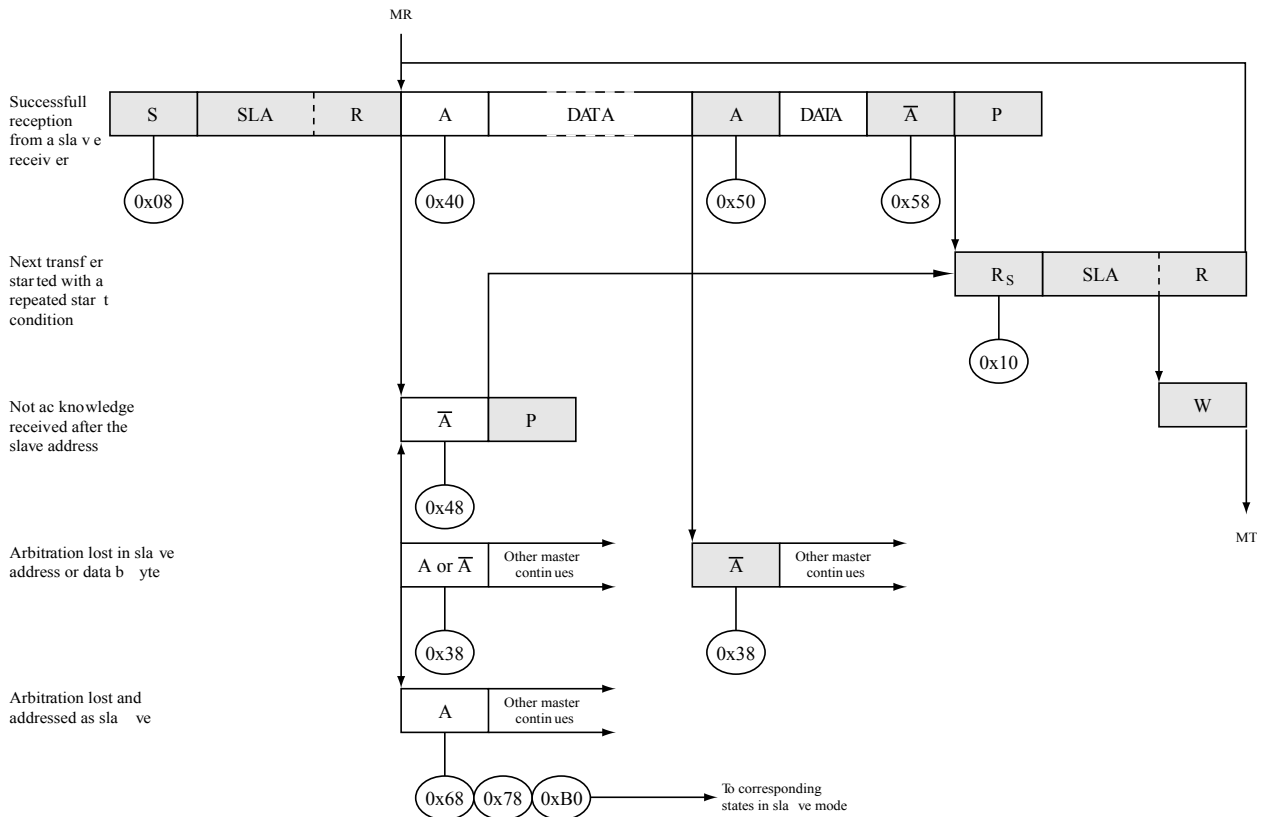 MR
Successfull
reception
from a sla v e
receiv er
S SLA R A DATA A DATA A̅ P
0x08 0x40 0x50 0x58
Next transf er
star ted with a
repeated star t
condition
RS SLA R
0x10
Not ac knowledge
received after the
slave address
A̅ P
W
0x48
MT
Arbitration lost in sla ve
address or data b yte
A or A̅ Other master
contin ues
A̅ Other master
contin ues
0x38 0x38
Arbitration lost and
addressed as sla ve
A Other master
contin ues
0x68 0x78 0xB0
To corresponding
states in sla ve mode